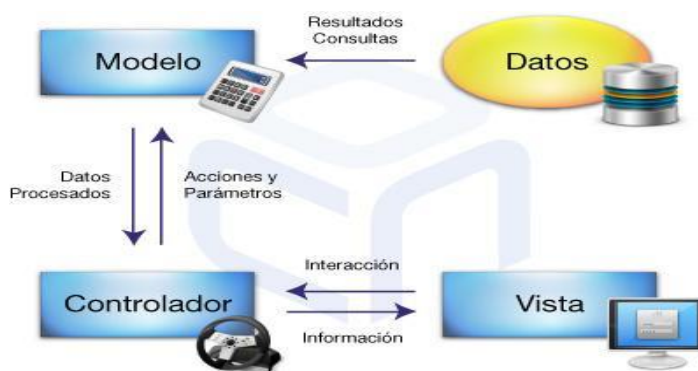 Resultados
Consultas
Modelo
Datos
Datos
Procesados
Acciones y
Parámetros
Interacción
Controlador
Vista
Información